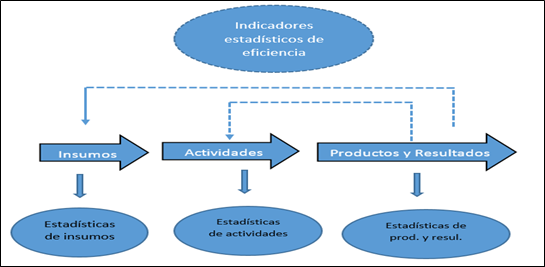 Indicadores
estadísticos de
eficiencia
Insumos
Actividades
Productos y Resultados
Estadísticas
de insumos
Estadísticas
de actividades
Estadísticas de
prod. y resul.